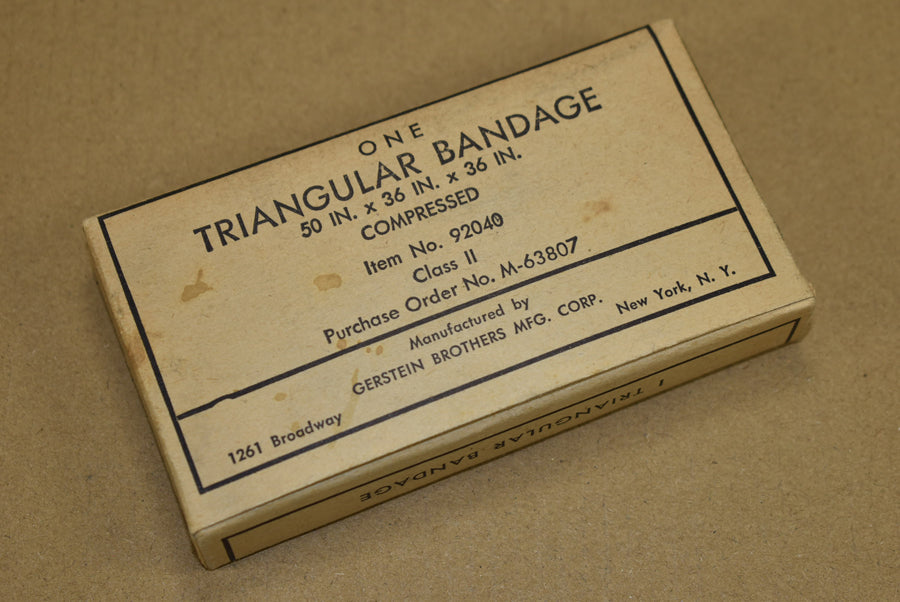 ONE
TRIANGULAR BANDAGE
50 IN. x 36 IN. x 36 IN.
COMPRESSED
Item No. 92040
Class II
Purchase Order No. M-63807
Manufactured by
GERSTEIN BROTHERS MFG. CORP.
1261 Broadway New York, N. Y.
1 TRIANGULAR BANDAGE